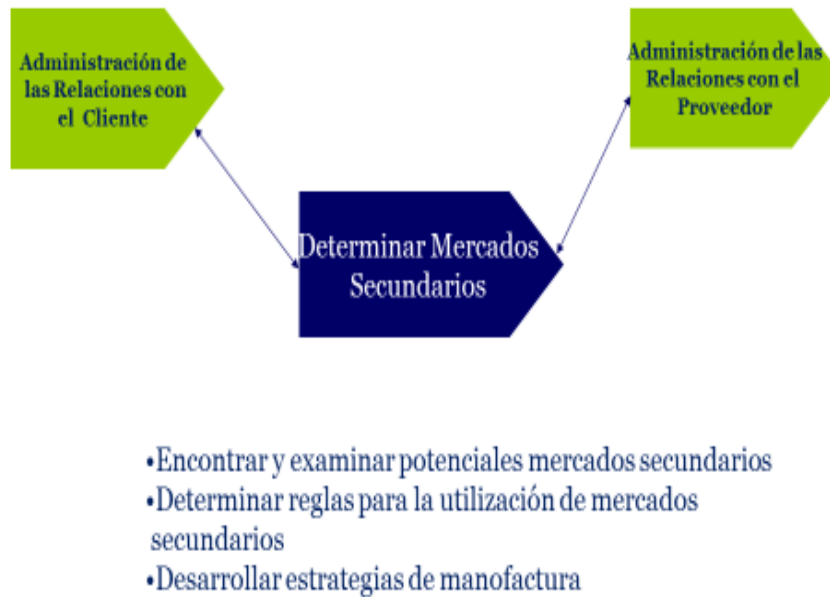 Administración de
las Relaciones con
el Cliente
Administración de las
Relaciones con el
Proveedor
Determinar Mercados
Secundarios
•Encontrar y examinar potenciales mercados secundarios
•Determinar reglas para la utilización de mercados
secundarios
•Desarrollar estrategias de manofactura